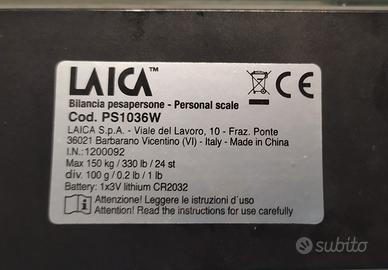 LAICA™
Bilancia pesapersone - Personal scale
Cod. PS1036W
LAICA S.p.A. - Viale del Lavoro, 10 - Fraz. Ponte
36021 Barbarano Vicentino (VI) - Italy - Made in China
I.N.: 1200092
Max 150 kg / 330 lb / 24 st
div. 100 g / 0.2 lb / 1 lb
Battery: 1x3V lithium CR2032
Attenzione! Leggere le istruzioni d'uso
Attention! Read the instructions for use carefully
subito